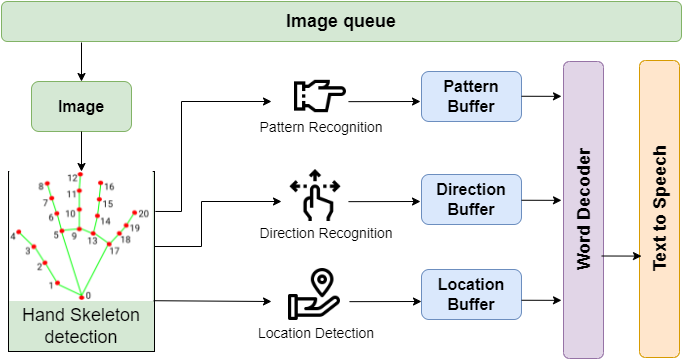 Image queue
Image
12
8
11
16
7
15
10
20
6
14
19
4
5
9
13
18
3
17
2
1
0
Hand Skeleton
detection
Pattern Recognition
Direction Recognition
Location Detection
Pattern
Buffer
Direction
Buffer
Location
Buffer
Word Decoder
Text to Speech